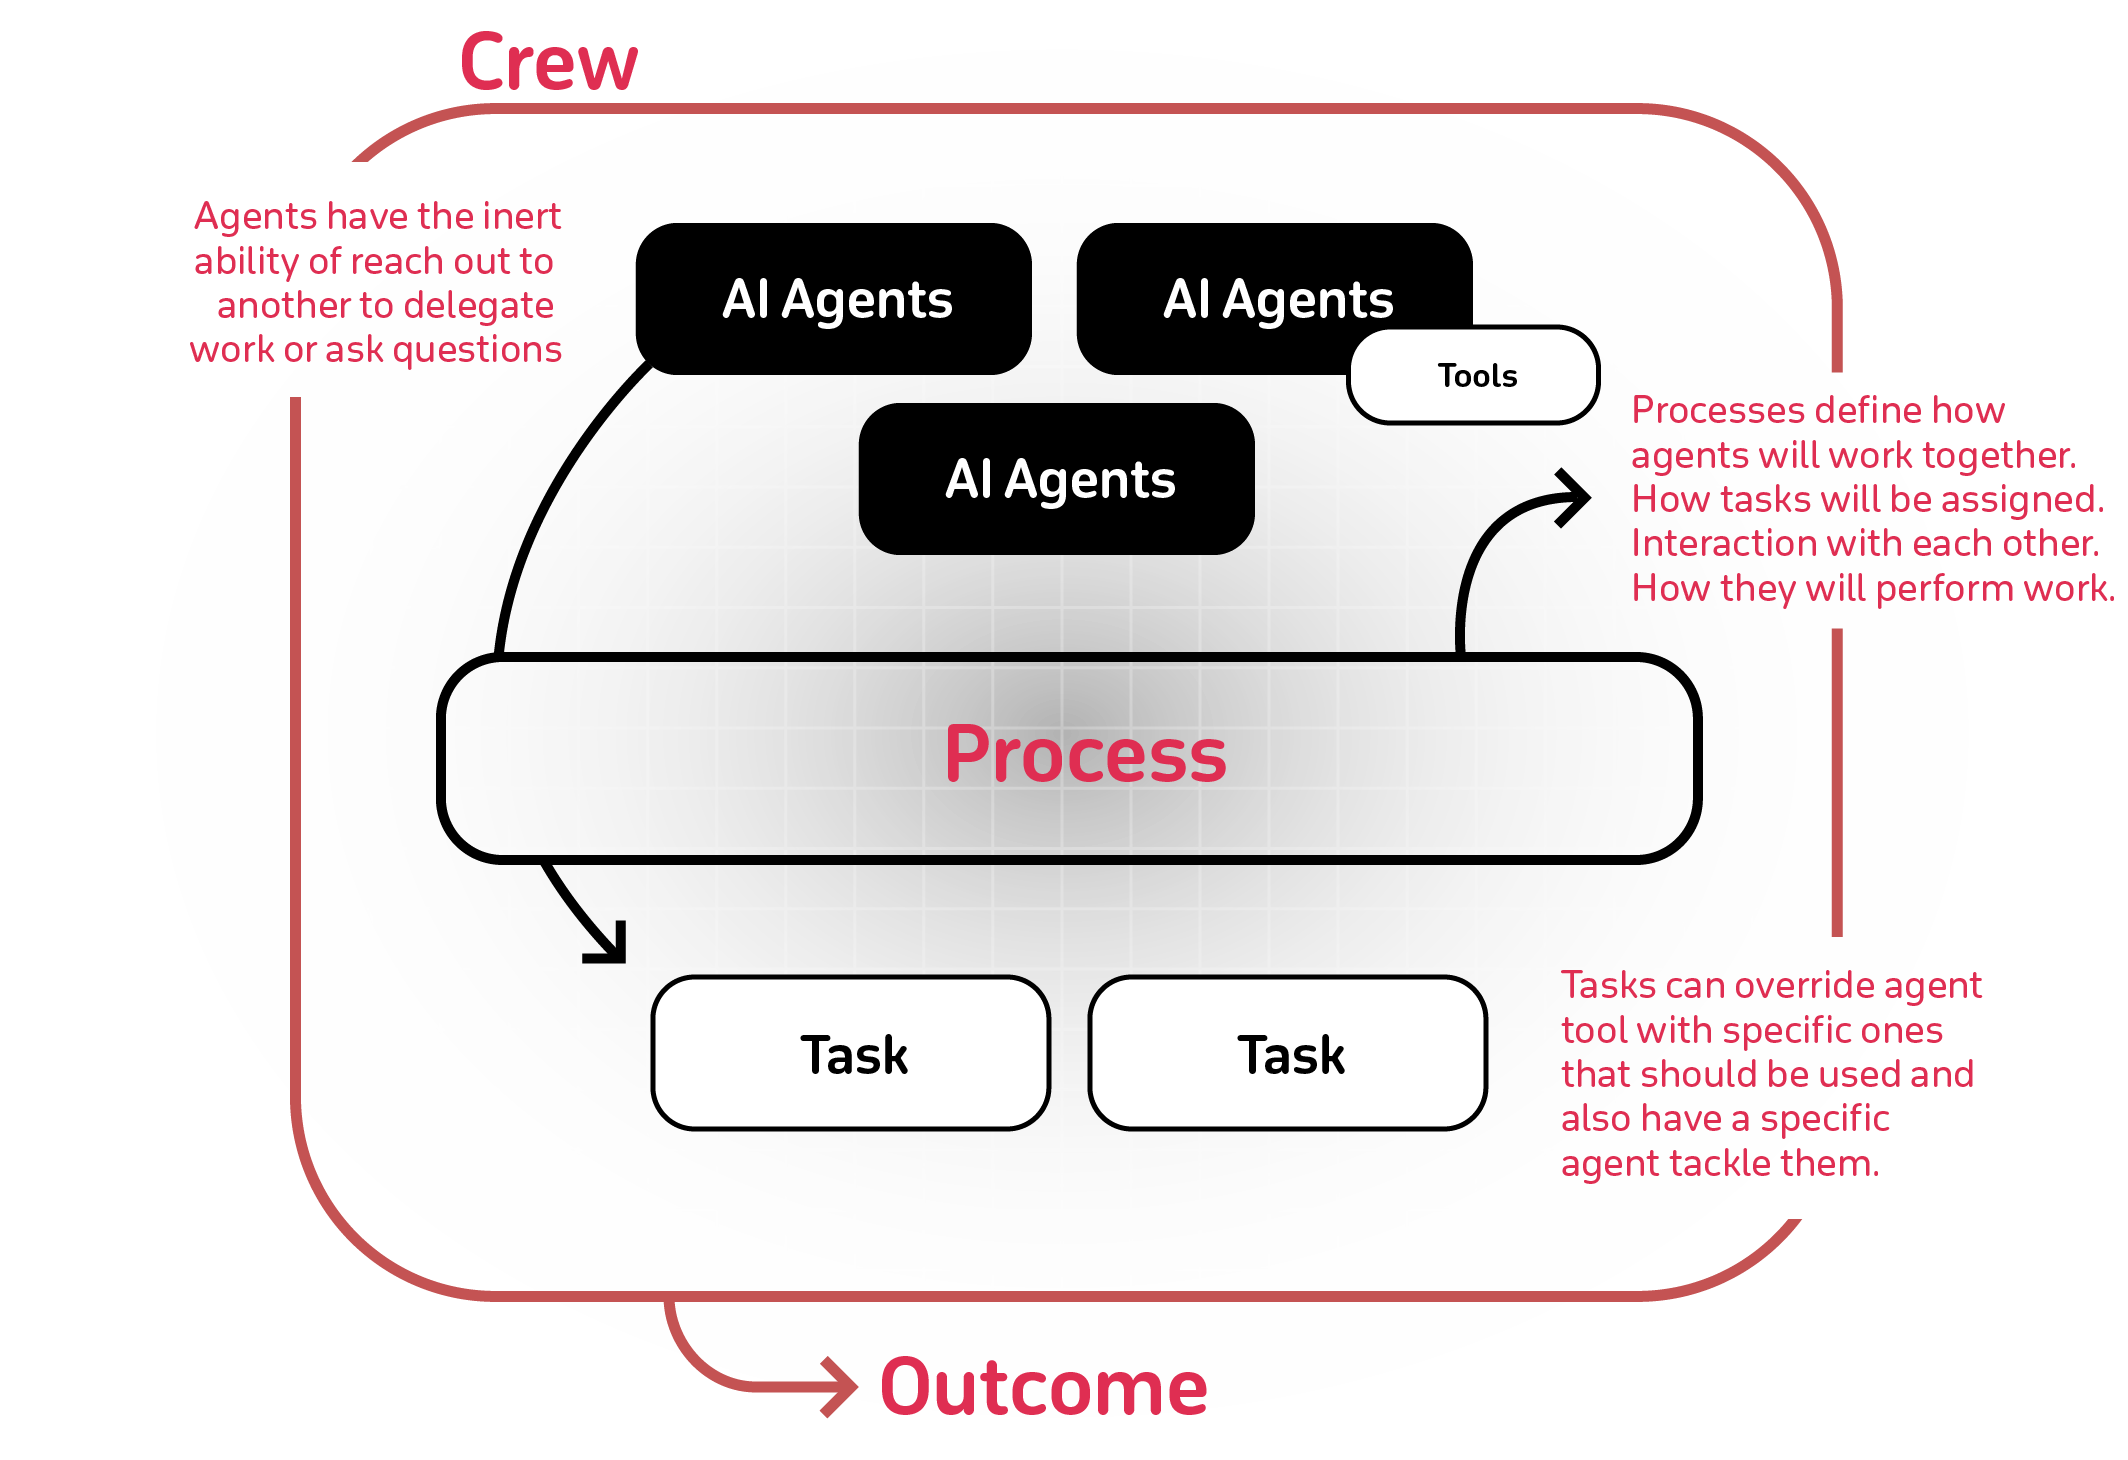 Crew
Agents have the inert
ability of reach out to
another to delegate
work or ask questions
AI Agents
AI Agents
Tools
AI Agents
Processes define how
agents will work together.
How tasks will be assigned.
Interaction with each other.
How they will perform work.
Process
Task
Task
Tasks can override agent
tool with specific ones
that should be used and
also have a specific
agent tackle them.
Outcome